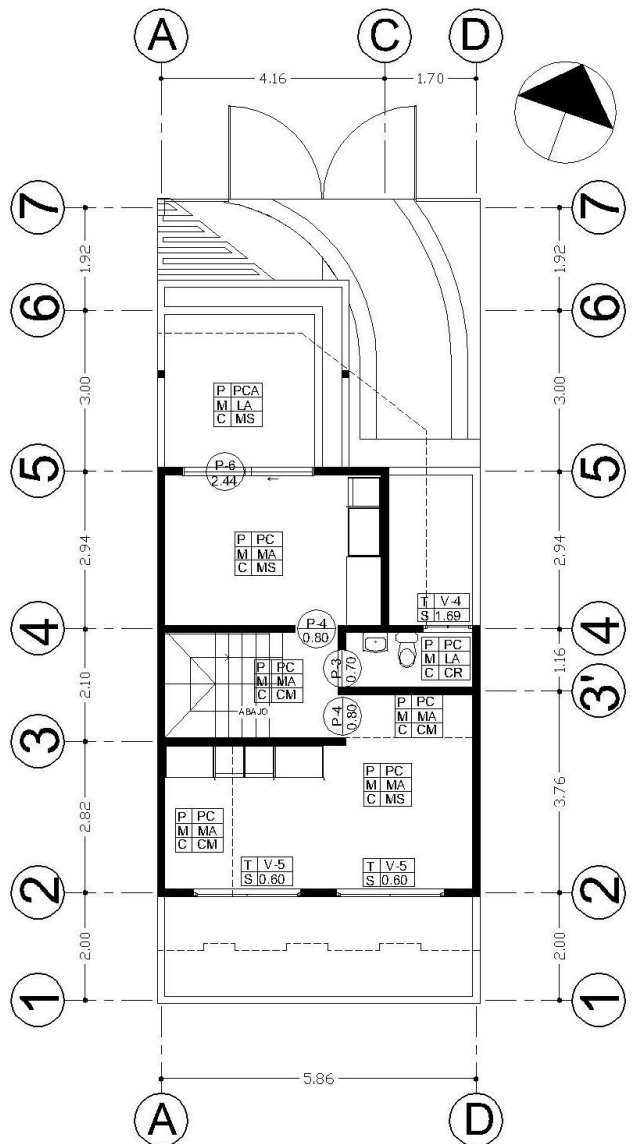 A
C
D
4.16
1.70
7
7
1.92
1.92
6
6
3.00
3.00
P PCA
M LA
C MS
5
5
P-6
2.44
2.94
2.94
P PC
M MA
C MS
T V-4
S 1.69
4
4
P-4
0.80
1.16
P PC
M LA
C CR
P-3
0.70
2.10
P PC
M MA
C CM
3'
ABAJO
P-4
0.80
P PC
M MA
C CM
3
3.76
P PC
M MA
C MS
2.82
P PC
M MA
C CM
T V-5
S 0.60
T V-5
S 0.60
2
2
2.00
2.00
1
1
5.86
A
D